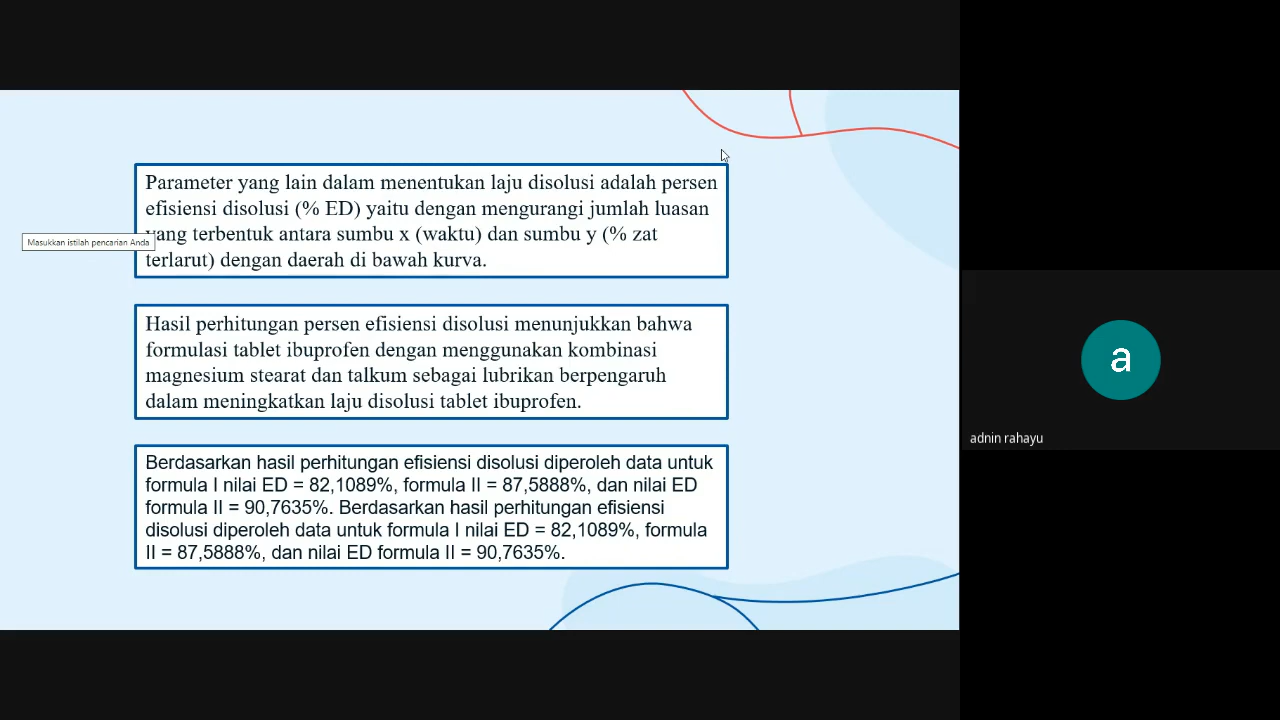 Parameter yang lain dalam menentukan laju disolusi adalah persen
efisiensi disolusi (% ED) yaitu dengan mengurangi jumlah luasan
yang terbentuk antara sumbu x (waktu) dan sumbu y (% zat
terlarut) dengan daerah di bawah kurva.
Masukkan istilah pencarian Anda
Hasil perhitungan persen efisiensi disolusi menunjukkan bahwa
formulasi tablet ibuprofen dengan menggunakan kombinasi
magnesium stearat dan talkum sebagai lubrikan berpengaruh
dalam meningkatkan laju disolusi tablet ibuprofen.
Berdasarkan hasil perhitungan efisiensi disolusi diperoleh data untuk
formula I nilai ED = 82,1089%, formula II = 87,5888%, dan nilai ED
formula II = 90,7635%. Berdasarkan hasil perhitungan efisiensi
disolusi diperoleh data untuk formula I nilai ED = 82,1089%, formula
II = 87,5888%, dan nilai ED formula II = 90,7635%.
a
adnin rahayu